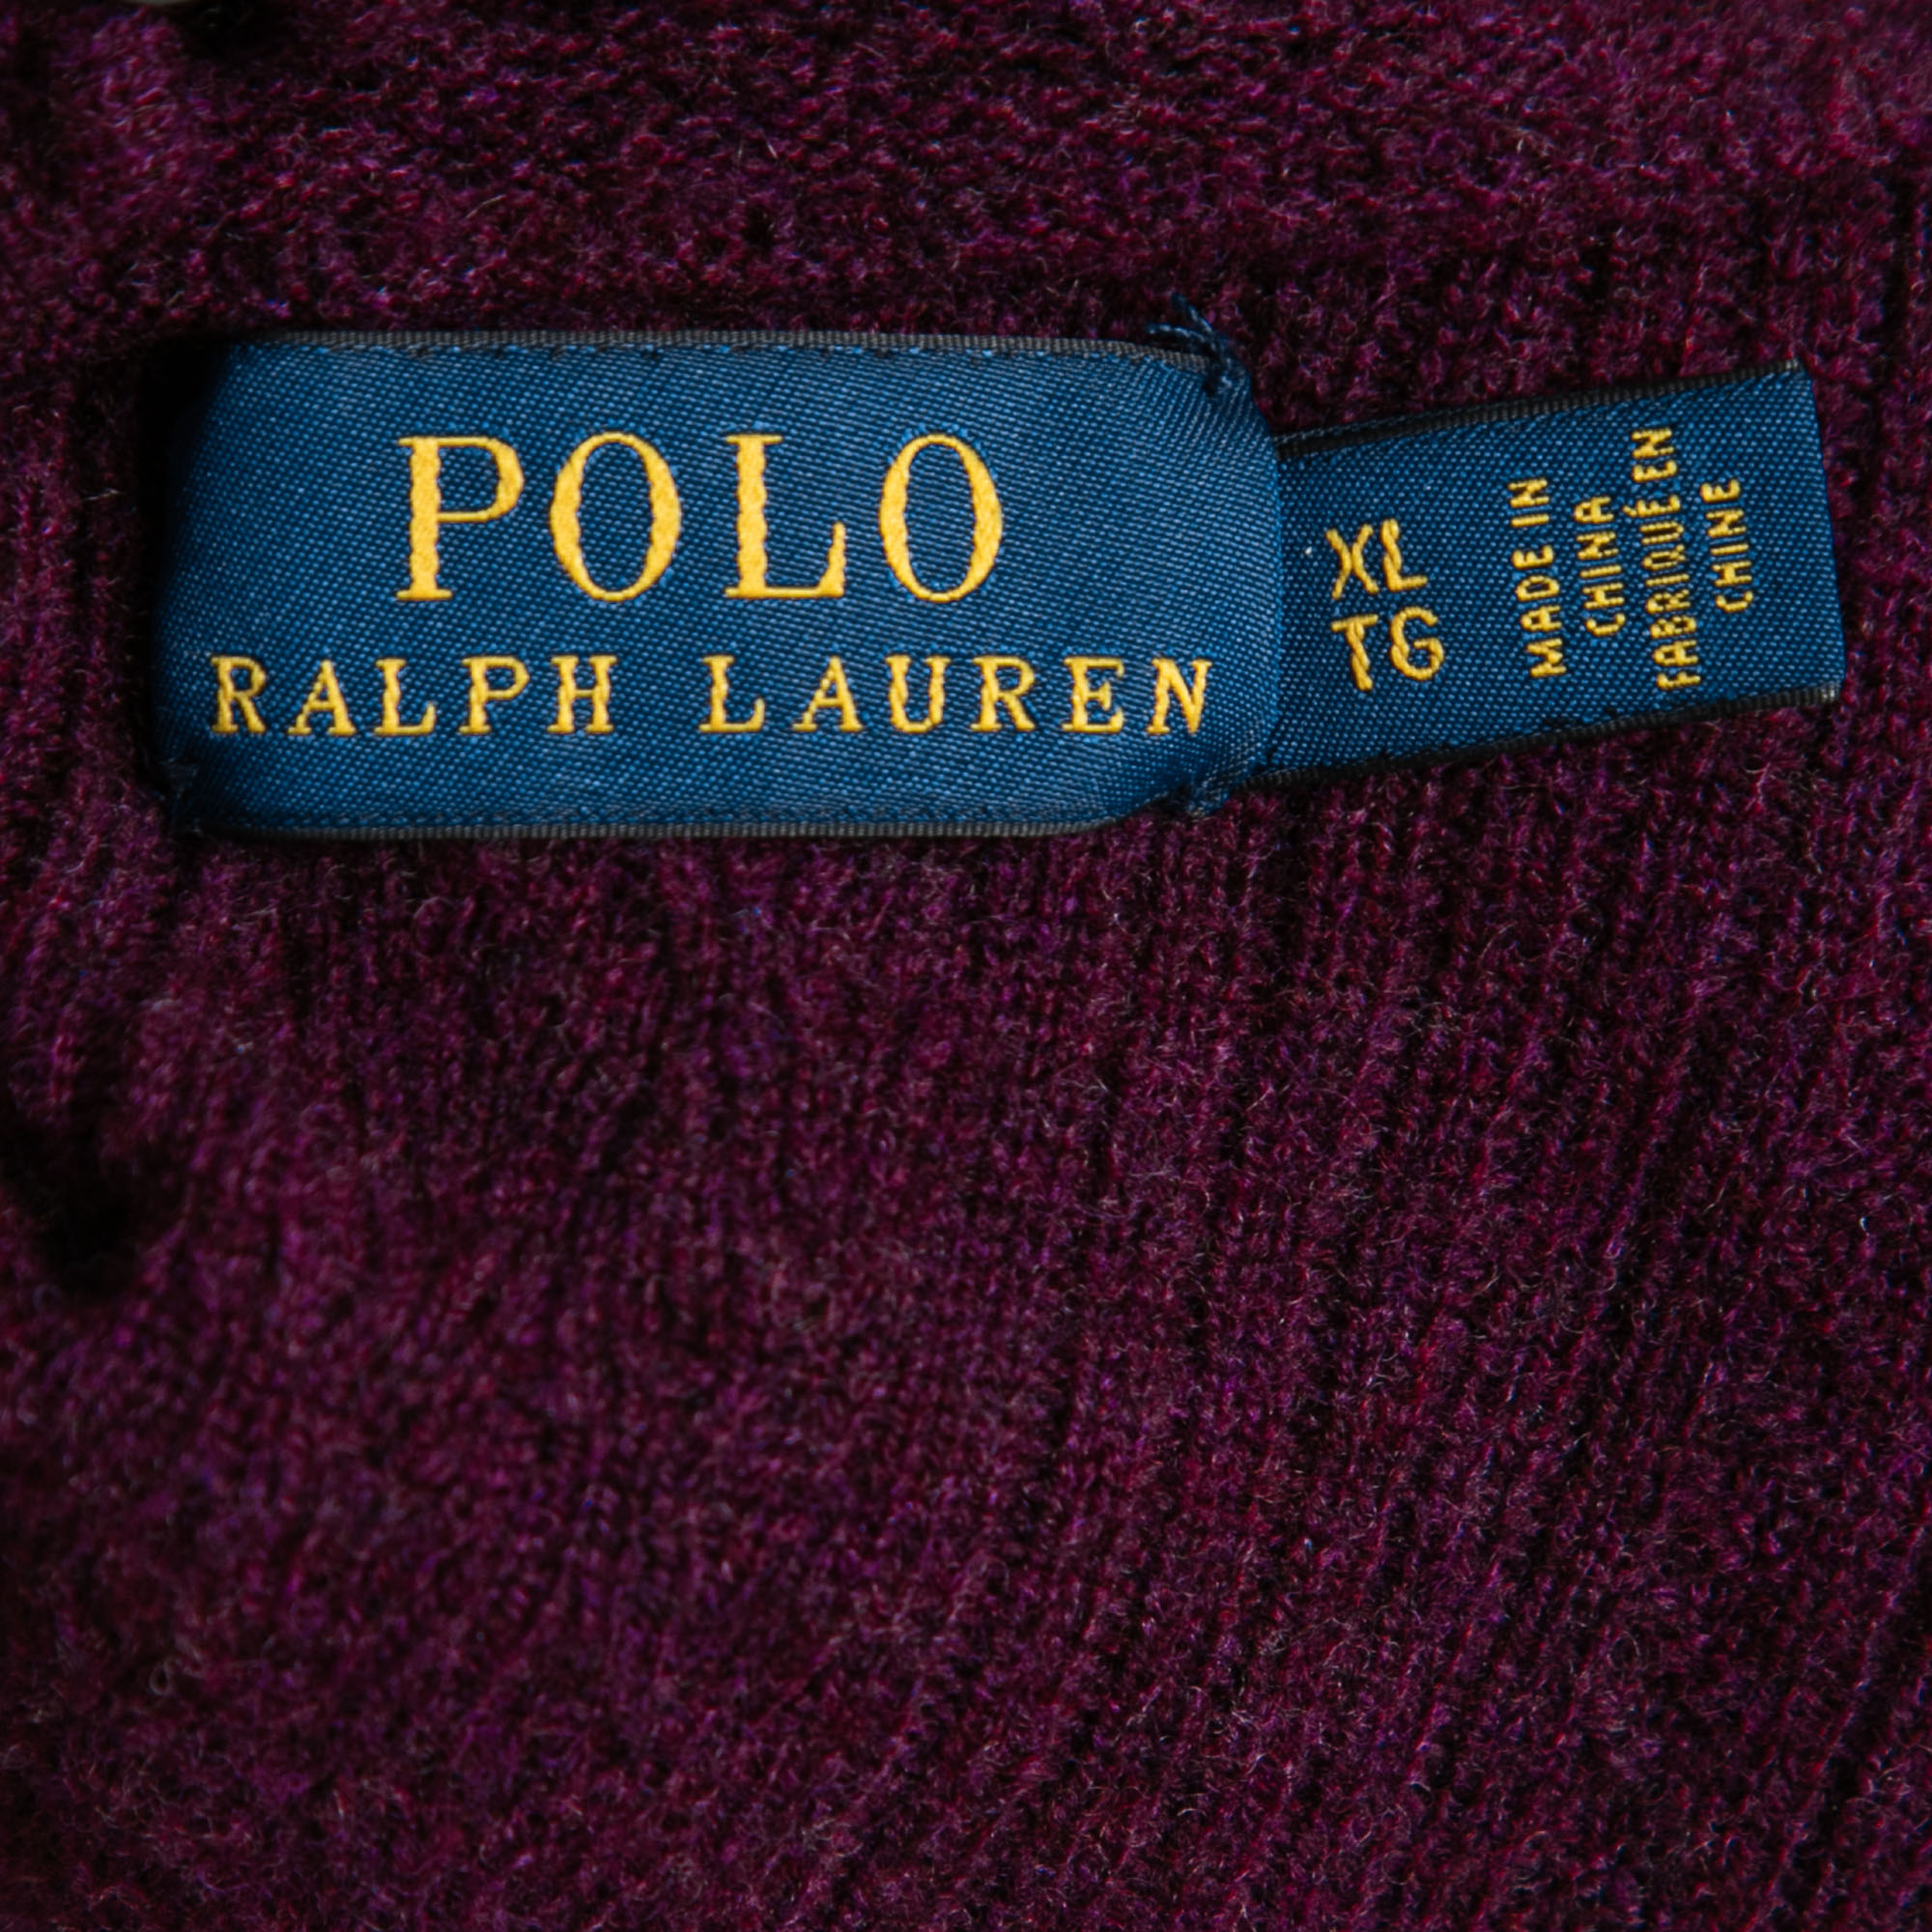 POLO
RALPH LAUREN
XL
TG
MADE IN
CHINA
FABRIQUÉ EN
CHINE